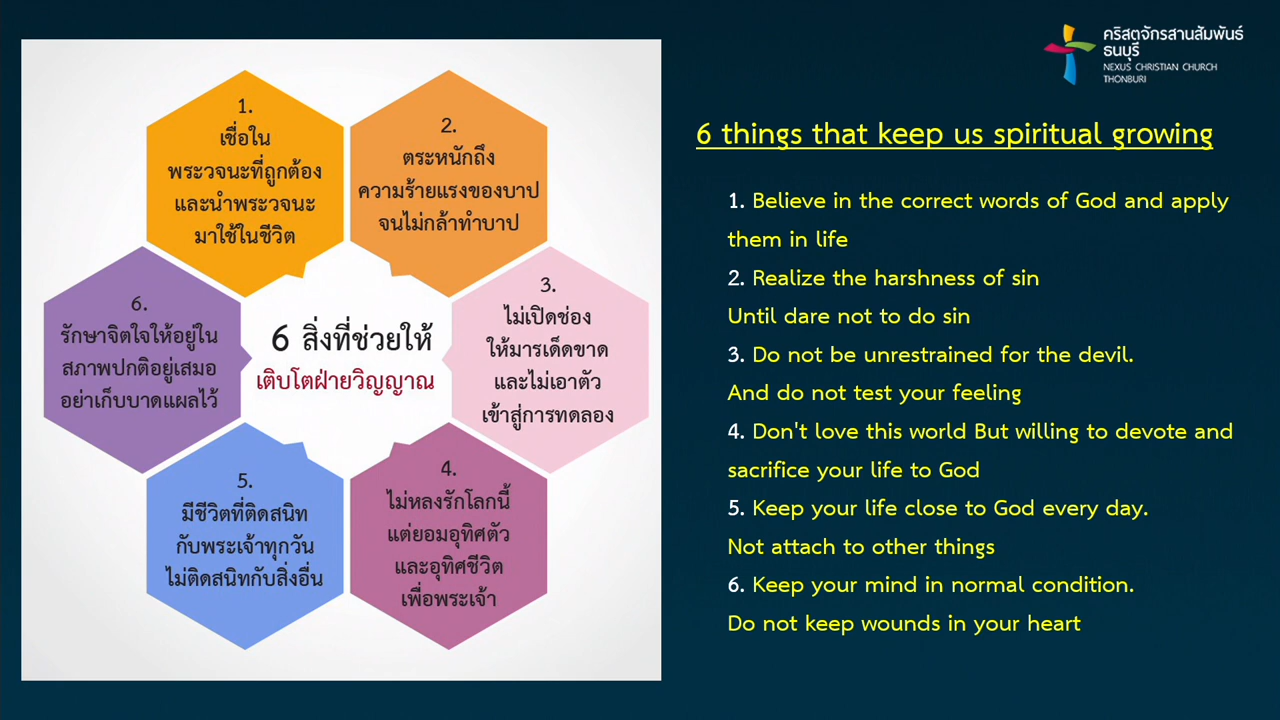 คริสตจักรสานสัมพันธ์
ธนบุรี
NEXUS CHRISTIAN CHURCH
THONBURI
1.
เชื่อใน
พระวจนะที่ถูกต้อง
และนำพระวจนะ
มาใช้ในชีวิต
2.
ตระหนักถึง
ความร้ายแรงของบาป
จนไม่กล้าทำบาป
3.
ไม่เปิดช่อง
ให้มารเด็ดขาด
และไม่เอาตัว
เข้าสู่การทดลอง
4.
ไม่หลงรักโลกนี้
แต่ยอมอุทิศตัว
และอุทิศชีวิต
เพื่อพระเจ้า
5.
มีชีวิตที่ติดสนิท
กับพระเจ้าทุกวัน
ไม่ติดสนิทกับสิ่งอื่น
6.
รักษาจิตใจให้อยู่ใน
สภาพปกติอยู่เสมอ
อย่าเก็บบาดแผลไว้
6 สิ่งที่ช่วยให้
เติบโตฝ่ายวิญญาณ
6 things that keep us spiritual growing
1. Believe in the correct words of God and apply
them in life
2. Realize the harshness of sin
Until dare not to do sin
3. Do not be unrestrained for the devil.
And do not test your feeling
4. Don't love this world But willing to devote and
sacrifice your life to God
5. Keep your life close to God every day.
Not attach to other things
6. Keep your mind in normal condition.
Do not keep wounds in your heart